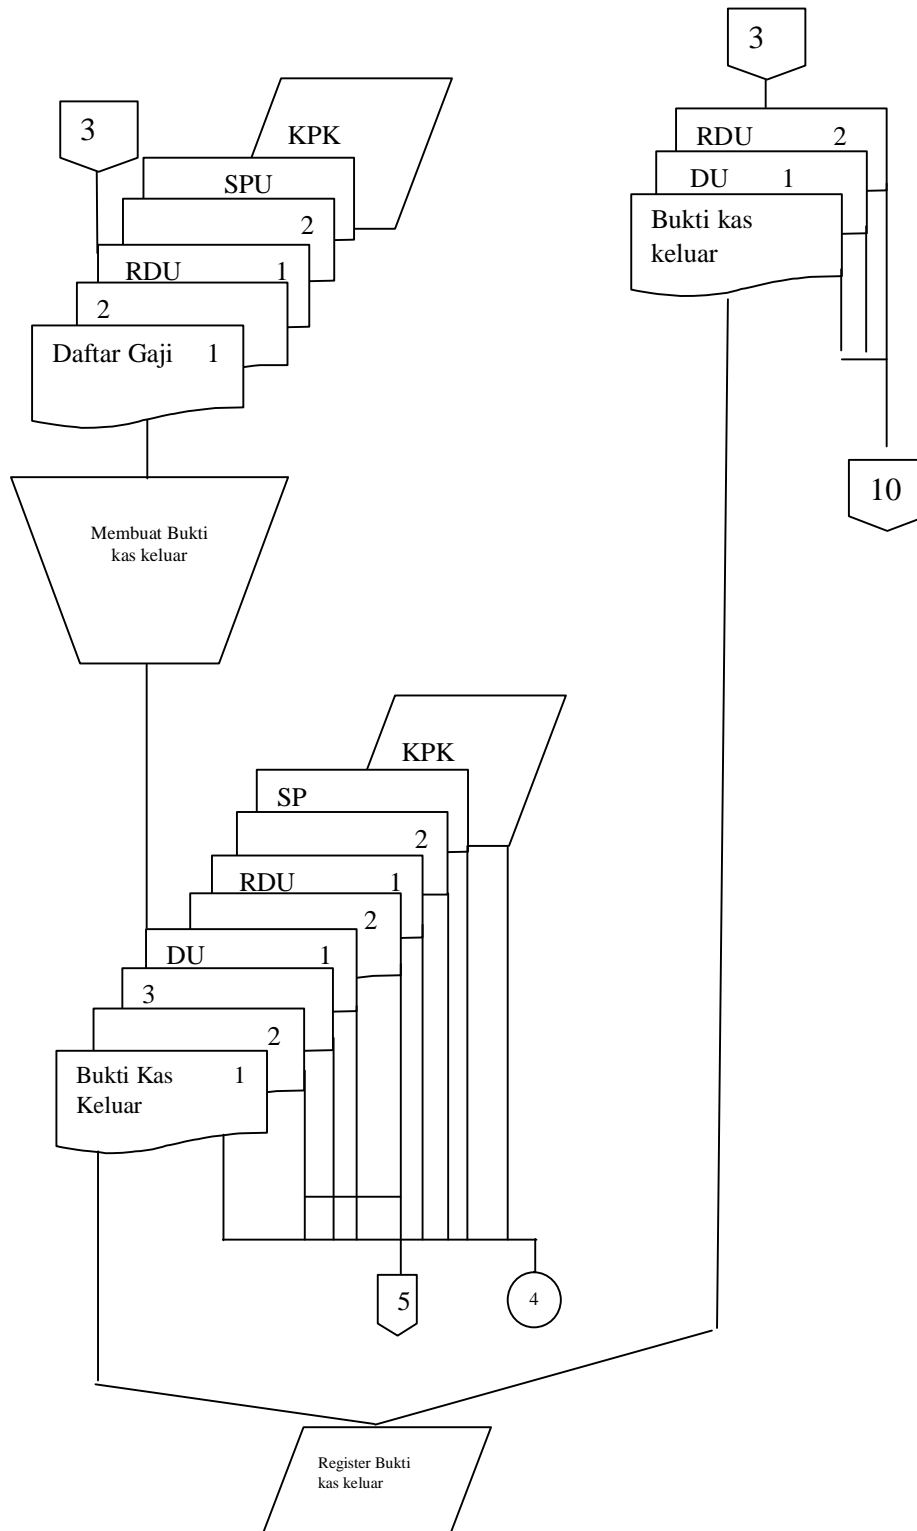 3
KPK
SPU
2
RDU 1
2
Daftar Gaji 1
Membuat Bukti
kas keluar
KPK
SP
2
RDU 1
2
DU 1
3
2
Bukti Kas 1
Keluar
5
4
3
RDU 2
DU 1
Bukti kas
keluar
10
Register Bukti
kas keluar